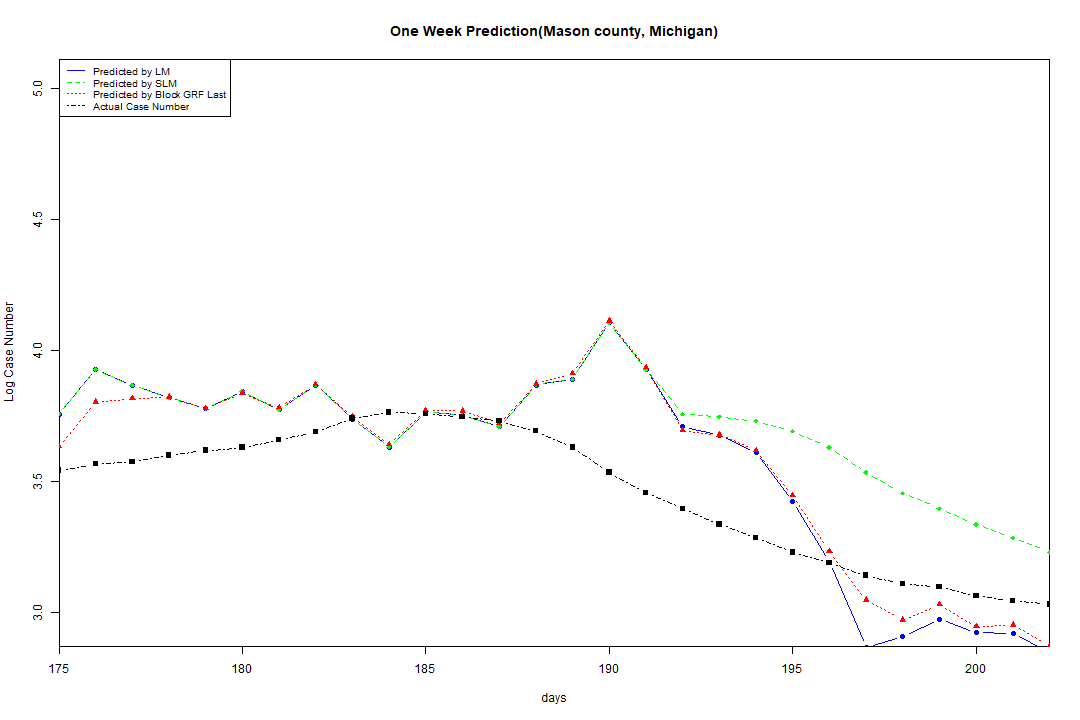 One Week Prediction(Mason county, Michigan)
Predicted by LM
Predicted by SLM
Predicted by Block GRF Last
Actual Case Number
5.0
4.5
4.0
3.5
3.0
Log Case Number
175 180 185 190 195 200
days